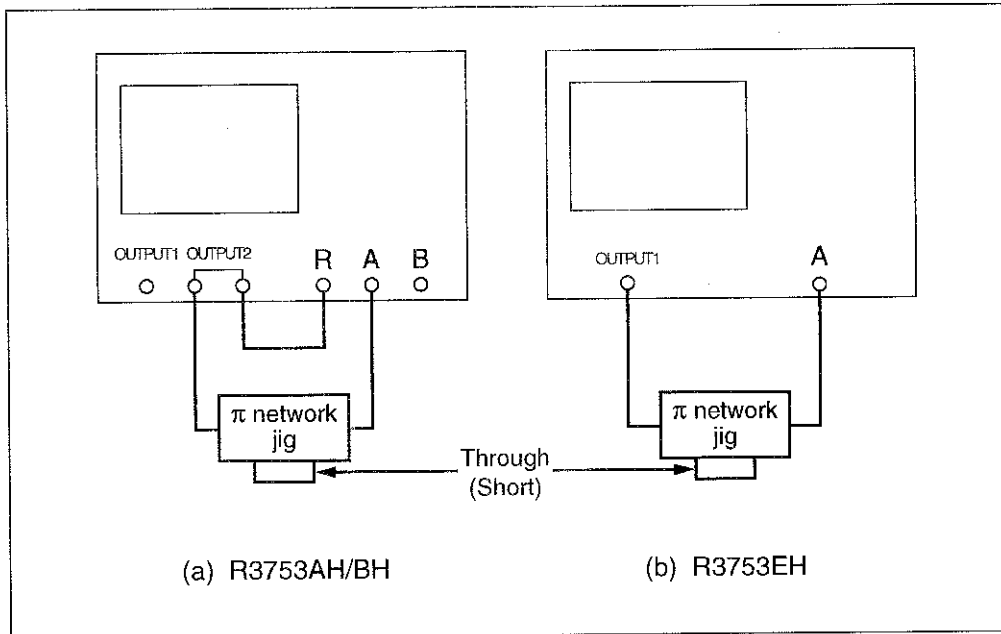 OUTPUT1 OUTPUT2 R A B
π network
jig
(a) R3753AH/BH
OUTPUT1 A
π network
jig
(b) R3753EH
Through
(Short)